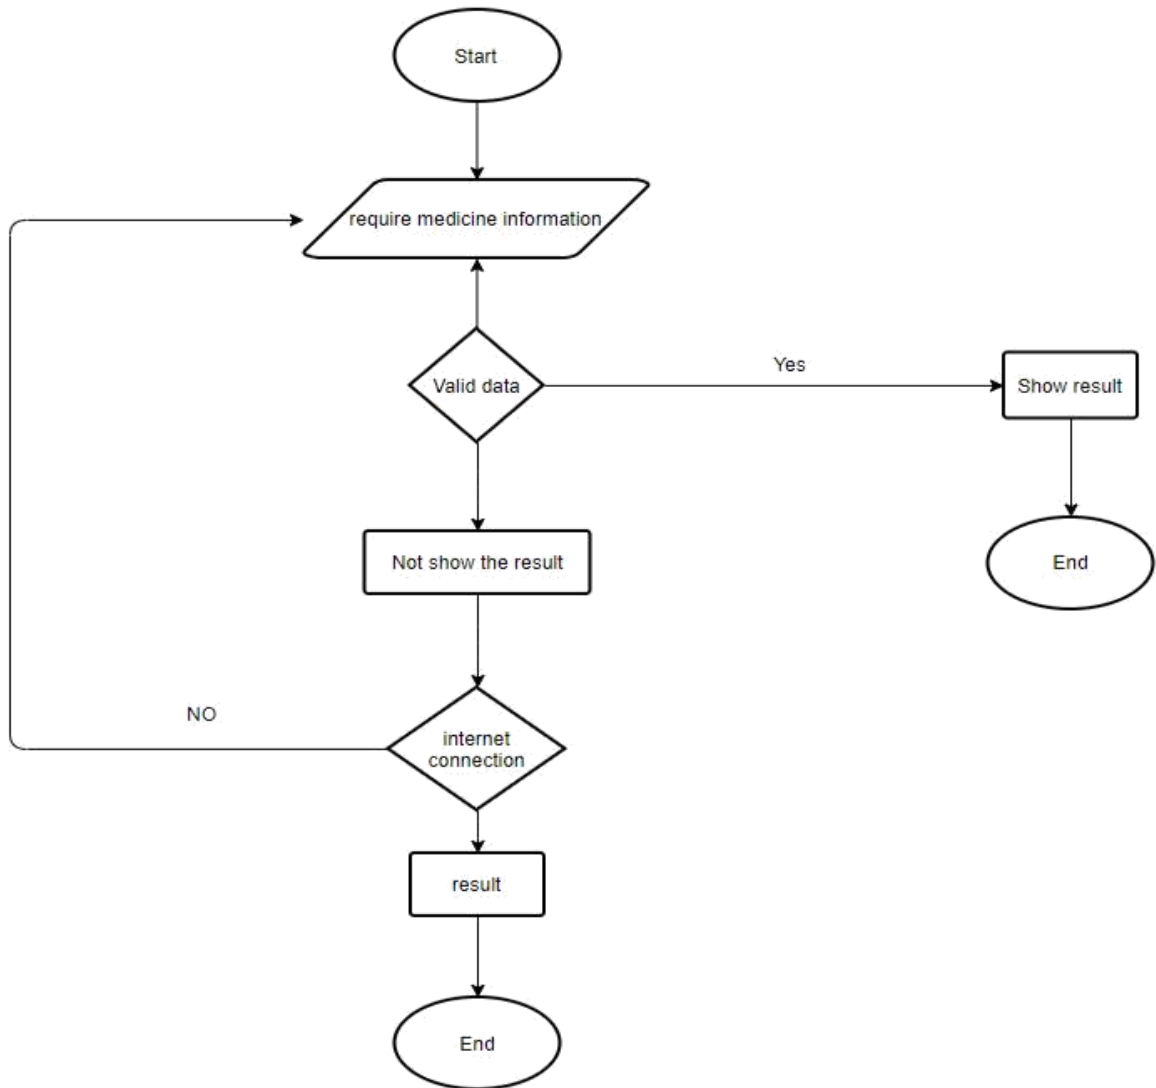 Start
require medicine information
Yes
Valid data
Show result
Not show the result
End
NO
internet
connection
result
End